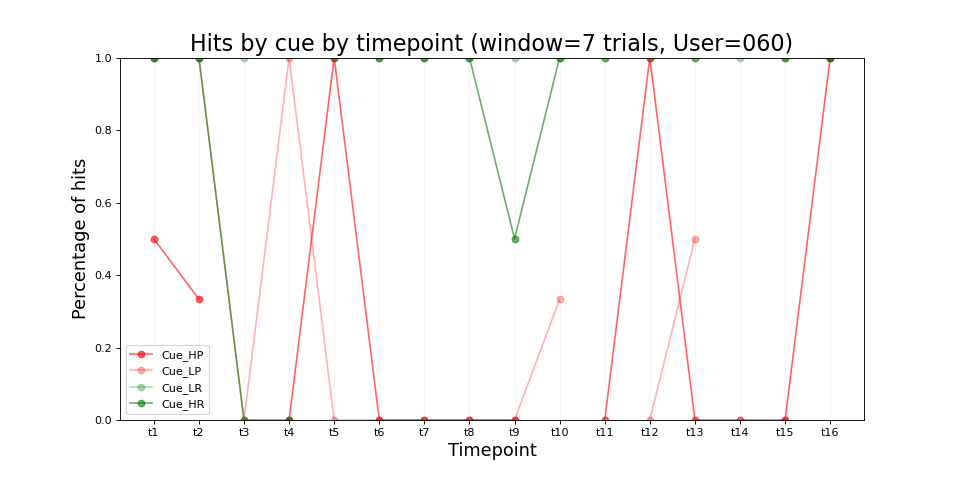 Hits by cue by timepoint (window=7 trials, User=060)
Percentage of hits
1.0
0.8
0.6
0.4
0.2
0.0
Cue_HP
Cue_LP
Cue_LR
Cue_HR
t1 t2 t3 t4 t5 t6 t7 t8 t9 t10 t11 t12 t13 t14 t15 t16
Timepoint